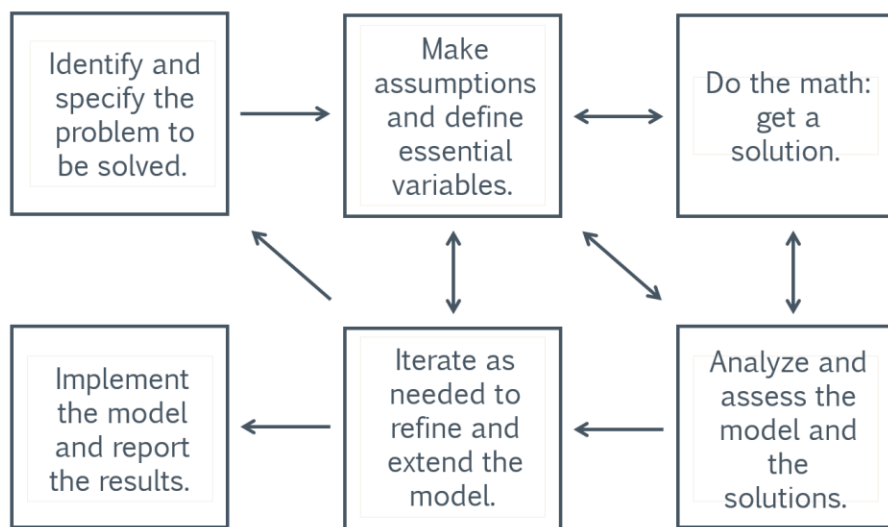 Identify and
specify the
problem to
be solved.
Make
assumptions
and define
essential
variables.
Do the math:
get a
solution.
Implement
the model
and report
the results.
Iterate as
needed to
refine and
extend the
model.
Analyze and
assess the
model and
the
solutions.